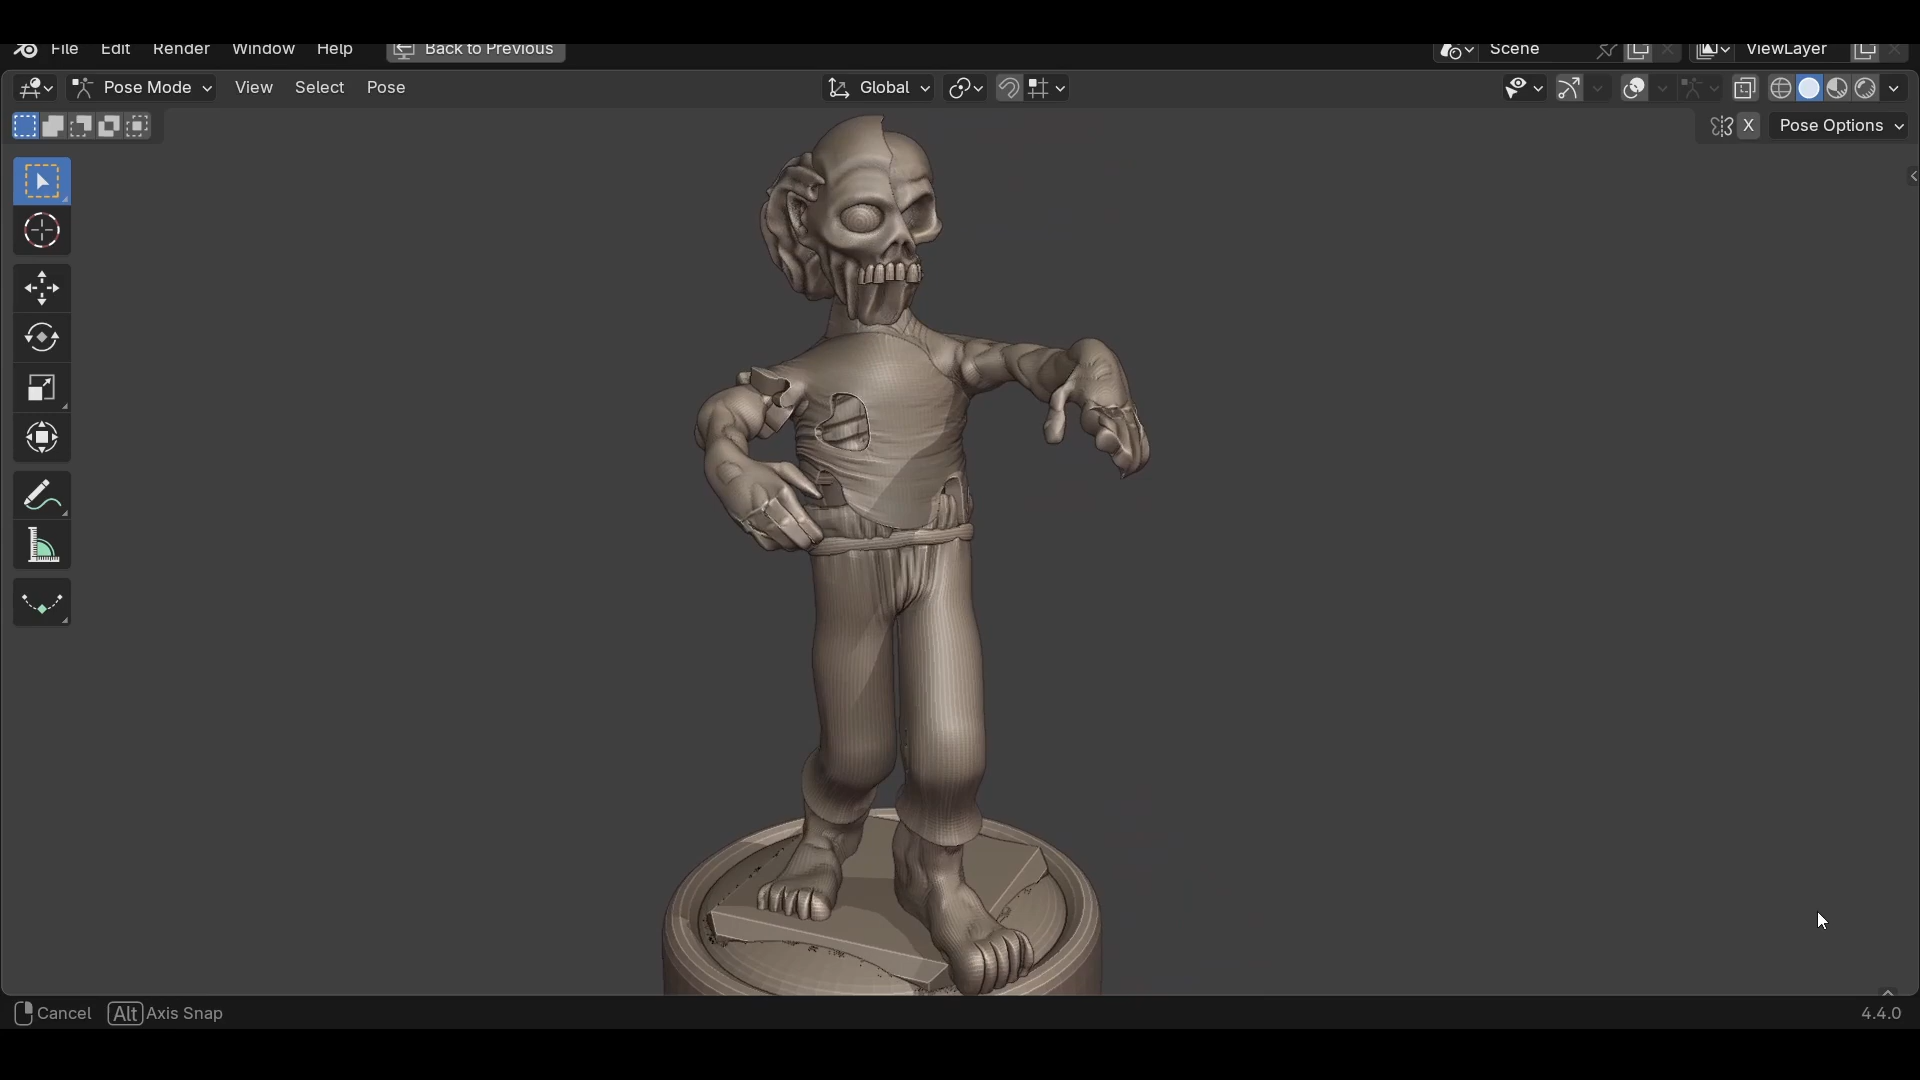 File Edit Render Window Help Back to Previous Scene ViewLayer
Pose Mode View Select Pose Global
X Pose Options
Cancel Alt Axis Snap 4.4.0